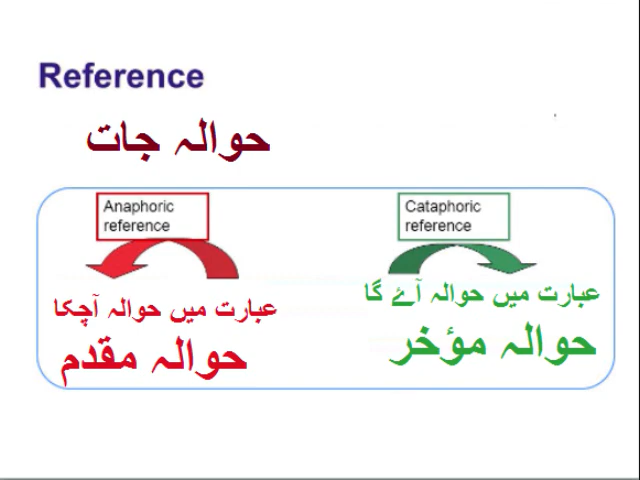 Reference
حوالہ جات
Anaphoric
reference
عبارت میں حوالہ آچکا
حوالہ مقدم
Cataphoric
reference
عبارت میں حوالہ آئے گا
حوالہ مؤخر